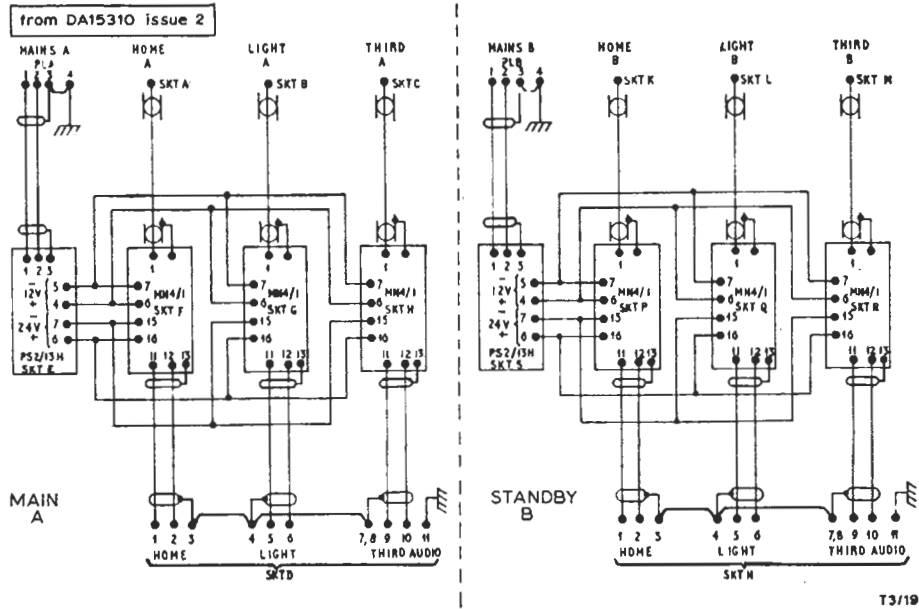 from DA15310 issue 2
MAINS A
PLA
HOME
A
LIGHT
A
THIRD
A
MAINS B
PLB
HOME
B
LIGHT
B
THIRD
B
1 2 3 4
SKT A
SKT B
SKT C
1 2 3 4
SKT K
SKT L
SKT M
1 2 3
1
1
1
1 2 3
1
1
1
− 5
12V
+ 4
− 7
24V
+ 6
PS2/13H
SKT E
7
6
15
16
MN4/1
SKT F
11 12 13
7
6
15
16
MN4/1
SKT G
11 12 13
7
6
15
16
MN4/1
SKT H
11 12 13
− 5
12V
+ 4
− 7
24V
+ 6
PS2/13H
SKT S
7
6
15
16
MN4/1
SKT P
11 12 13
7
6
15
16
MN4/1
SKT Q
11 12 13
7
6
15
16
MN4/1
SKT R
11 12 13
MAIN
A
STANDBY
B
1 2 3 4 5 6 7,8 9 10 11
HOME LIGHT THIRD AUDIO
SKT D
1 2 3 4 5 6 7,8 9 10 11
HOME LIGHT THIRD AUDIO
SKT N
T3/19